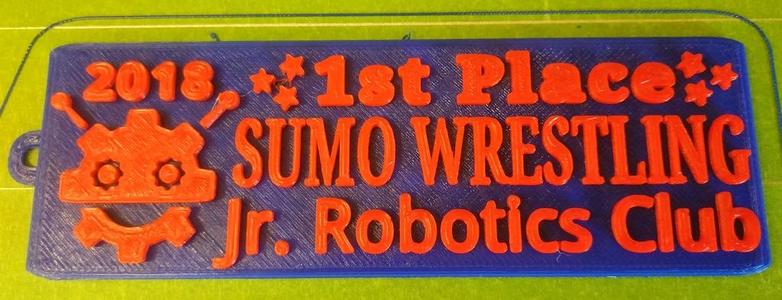 2018 1st Place
SUMO WRESTLING
Jr. Robotics Club